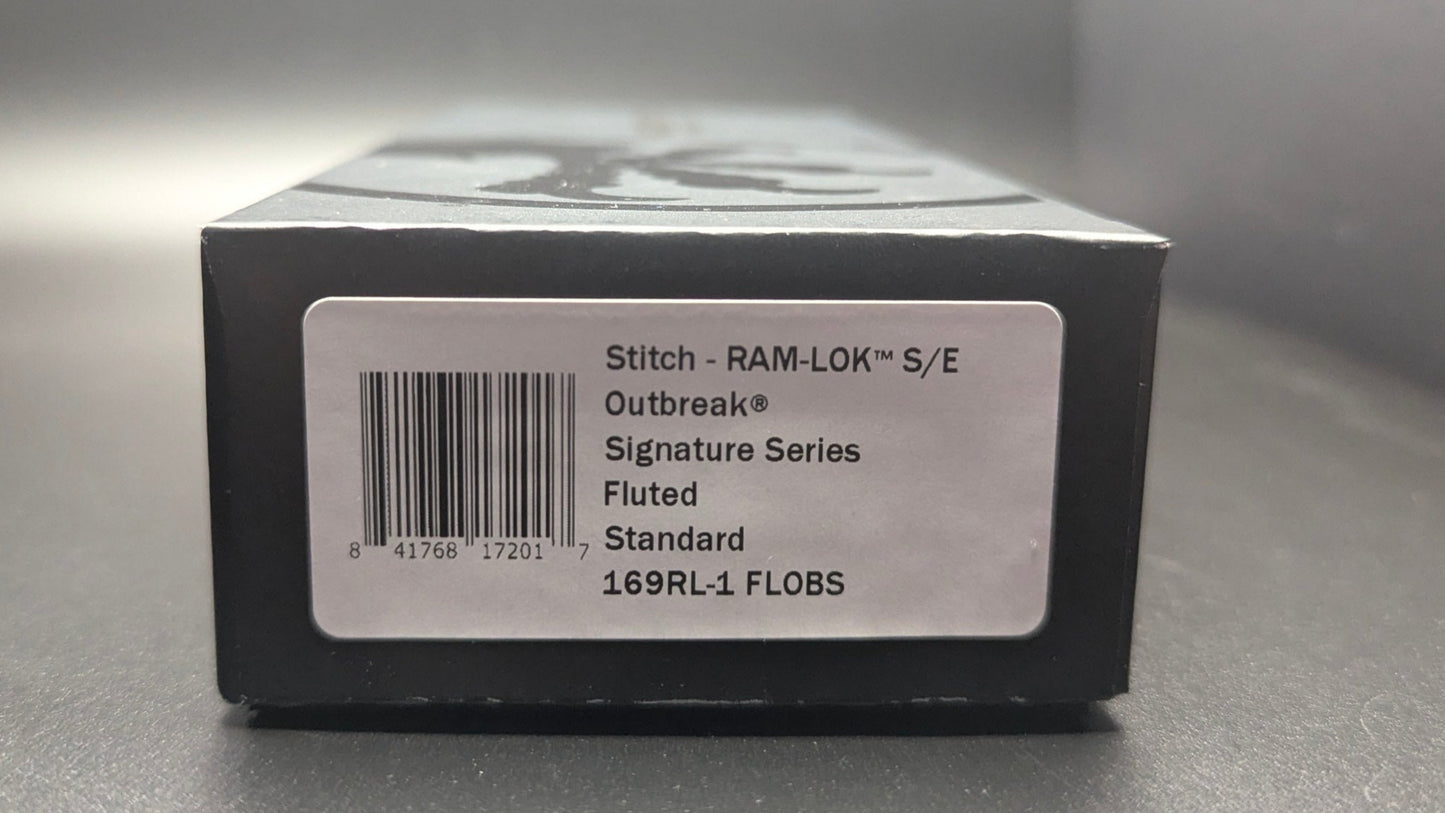 Stitch - RAM-LOK™ S/E
Outbreak®
Signature Series
Fluted
Standard
169RL-1 FLOBS
8 41768 17201 7